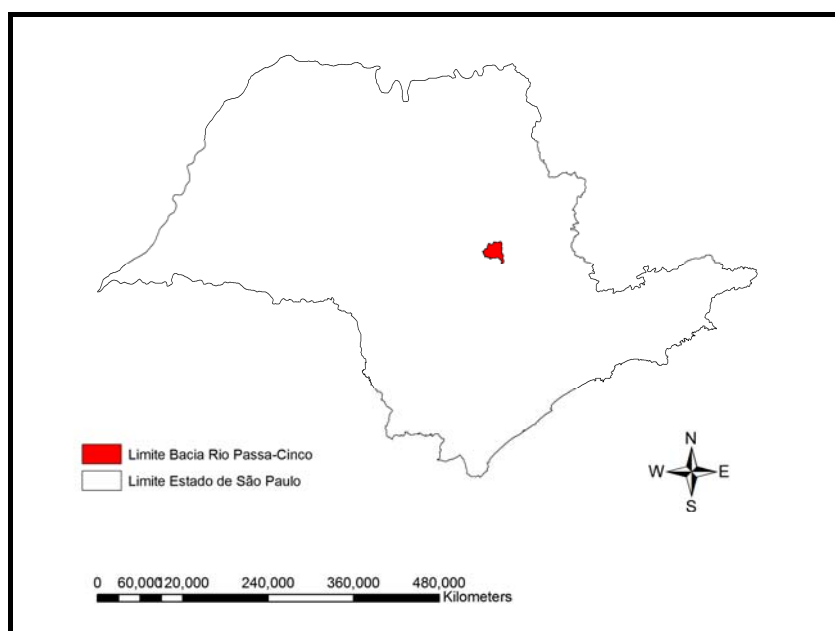 Limite Bacia Rio Passa-Cinco
Limite Estado de São Paulo
N
W E
S
0 60,000120,000 240,000 360,000 480,000
Kilometers